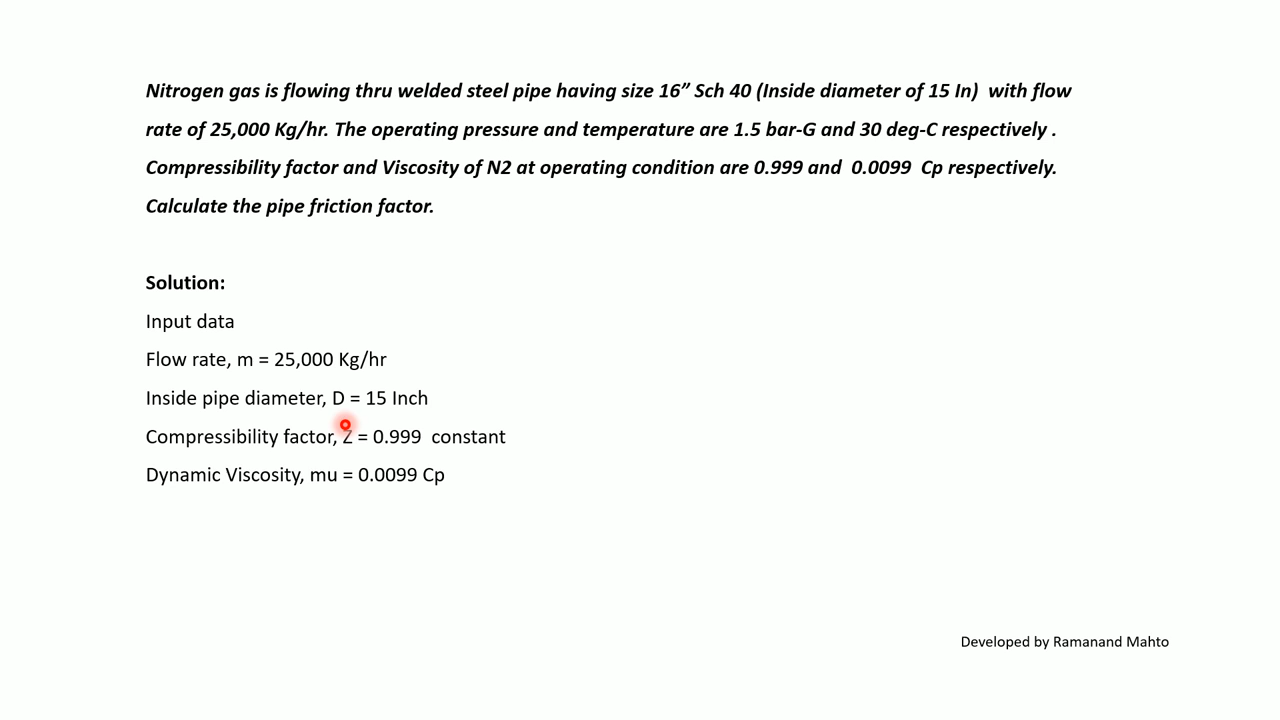 Nitrogen gas is flowing thru welded steel pipe having size 16” Sch 40 (Inside diameter of 15 In)  with flow
rate of 25,000 Kg/hr. The operating pressure and temperature are 1.5 bar-G and 30 deg-C respectively .
Compressibility factor and Viscosity of N2 at operating condition are 0.999 and  0.0099  Cp respectively.
Calculate the pipe friction factor.
Solution:
Input data
Flow rate, m = 25,000 Kg/hr
Inside pipe diameter, D = 15 Inch
Compressibility factor, Z = 0.999  constant
Dynamic Viscosity, mu = 0.0099 Cp
Developed by Ramanand Mahto